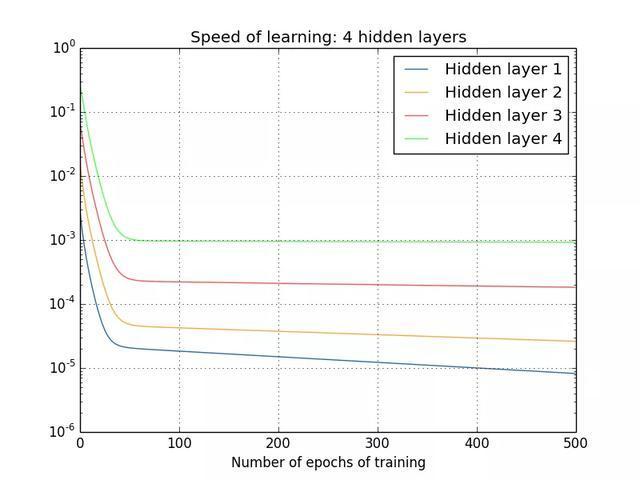 Speed of learning: 4 hidden layers
10^0
10^-1
10^-2
10^-3
10^-4
10^-5
10^-6
Hidden layer 1
Hidden layer 2
Hidden layer 3
Hidden layer 4
0 100 200 300 400 500
Number of epochs of training